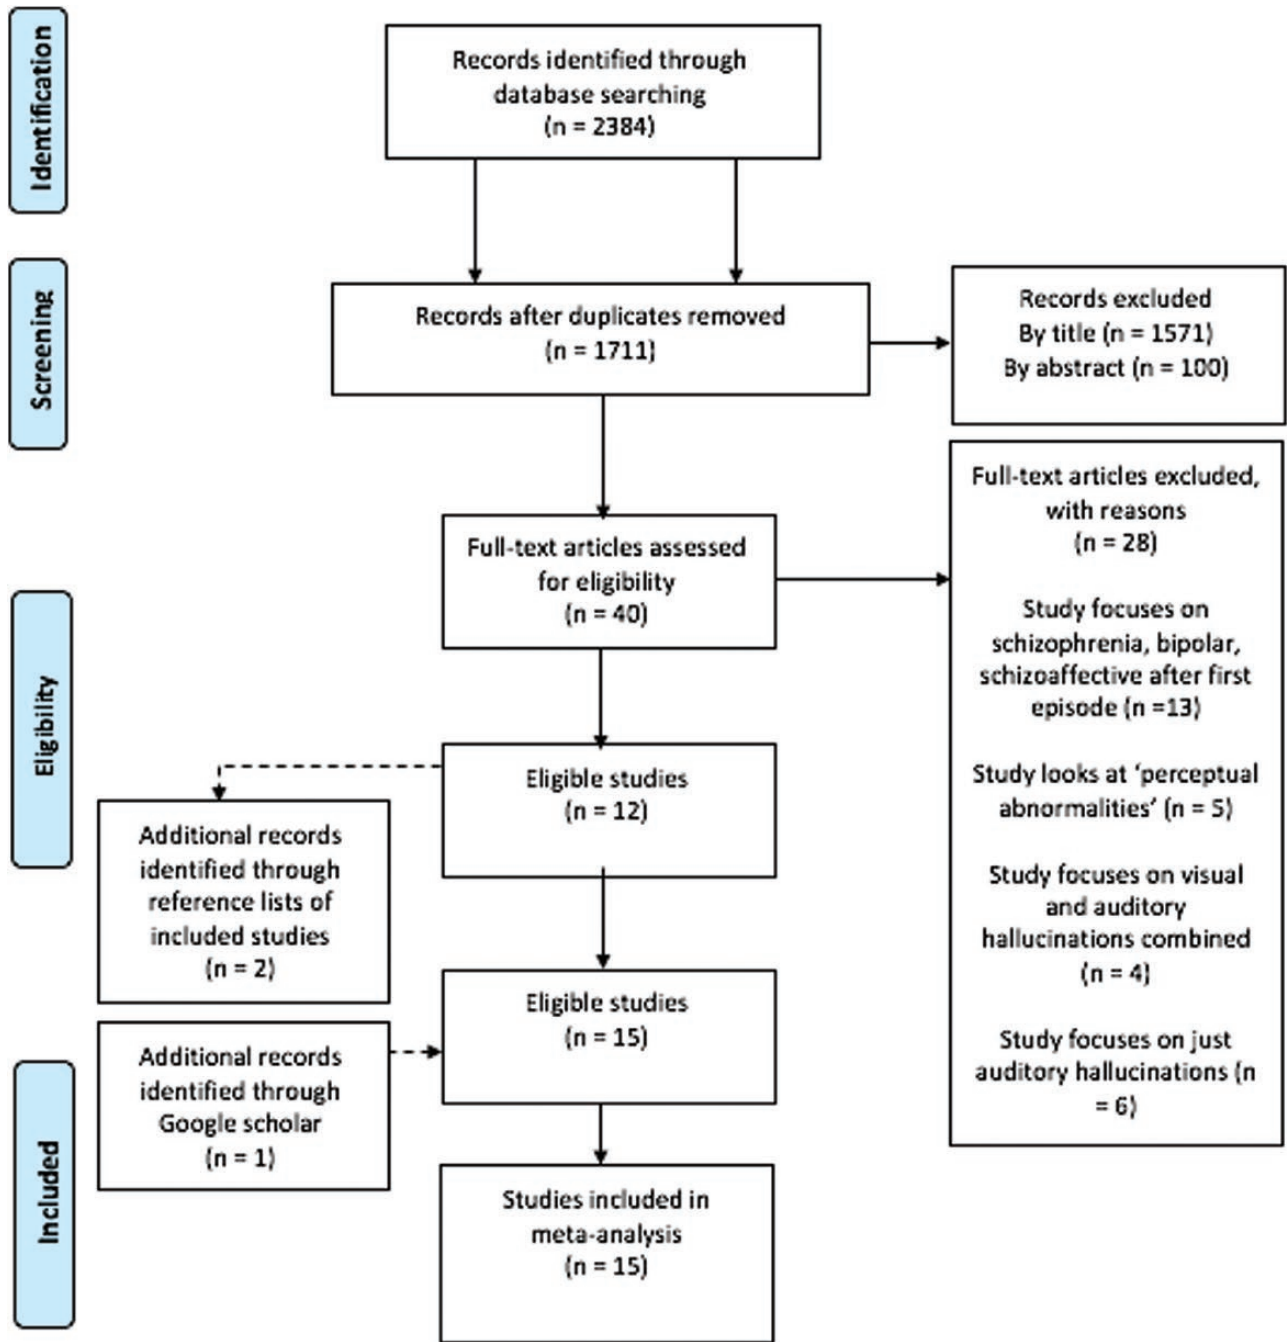 Identification
Records identified through
database searching
(n = 2384)
Screening
Records after duplicates removed
(n = 1711)
Records excluded
By title (n = 1571)
By abstract (n = 100)
Eligibility
Full-text articles assessed
for eligibility
(n = 40)
Full-text articles excluded,
with reasons
(n = 28)
Study focuses on
schizophrenia, bipolar,
schizoaffective after first
episode (n =13)
Study looks at ‘perceptual
abnormalities’ (n = 5)
Study focuses on visual
and auditory
hallucinations combined
(n = 4)
Study focuses on just
auditory hallucinations (n
= 6)
Eligible studies
(n = 12)
Additional records
identified through
reference lists of
included studies
(n = 2)
Eligible studies
(n = 15)
Included
Additional records
identified through
Google scholar
(n = 1)
Studies included in
meta-analysis
(n = 15)